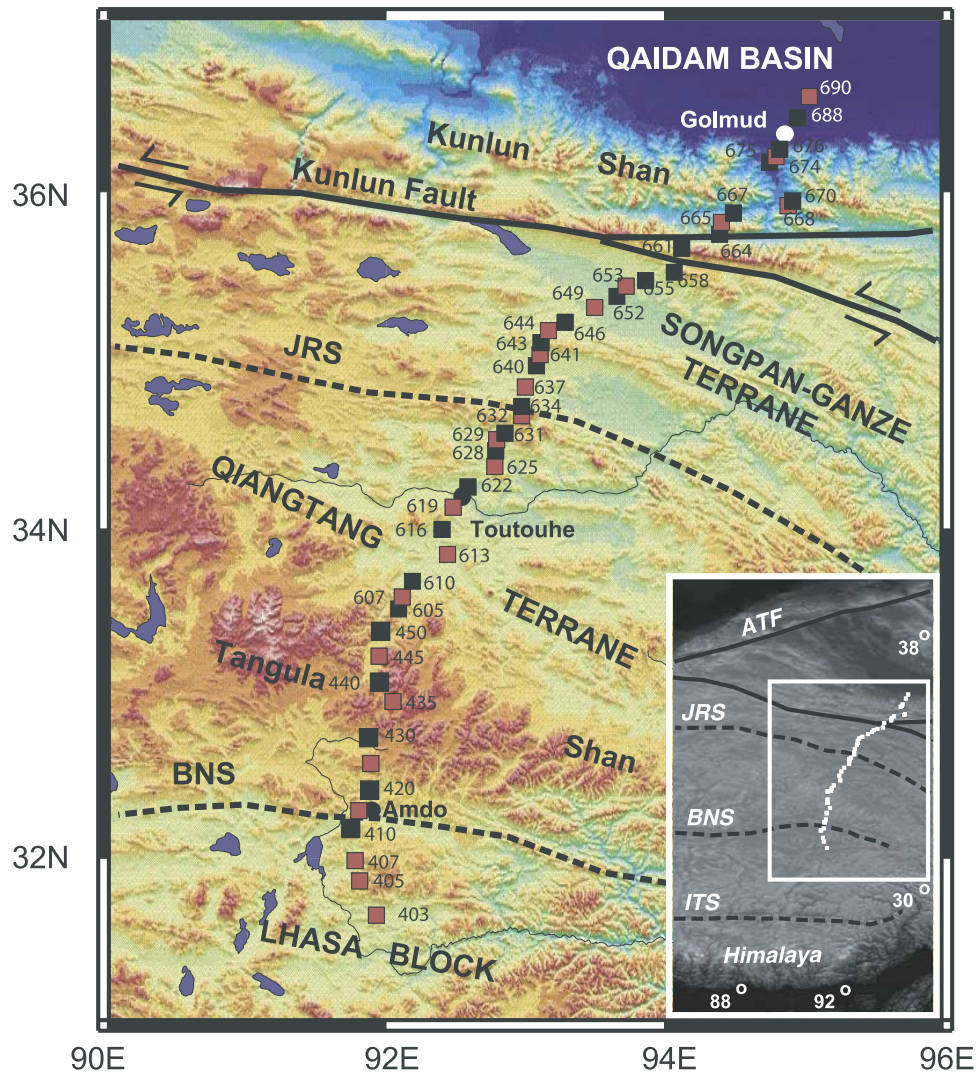 QAIDAM BASIN
690
688
Golmud
676
675
674
Kunlun
Shan
Kunlun Fault
36N
667
670
665
668
664
661
658
653
655
652
649
646
644
643
641
640
JRS
637
SONGPAN-GANZE
TERRANE
634
632
631
629
628
625
QIANGTANG
622
619
Toutouhe
34N
616
613
610
607
605
TERRANE
450
445
Tangula
440
435
430
Shan
BNS
420
Amdo
410
32N
407
405
403
LHASA BLOCK
ATF
38°
JRS
BNS
30°
ITS
Himalaya
88° 92°
90E 92E 94E 96E